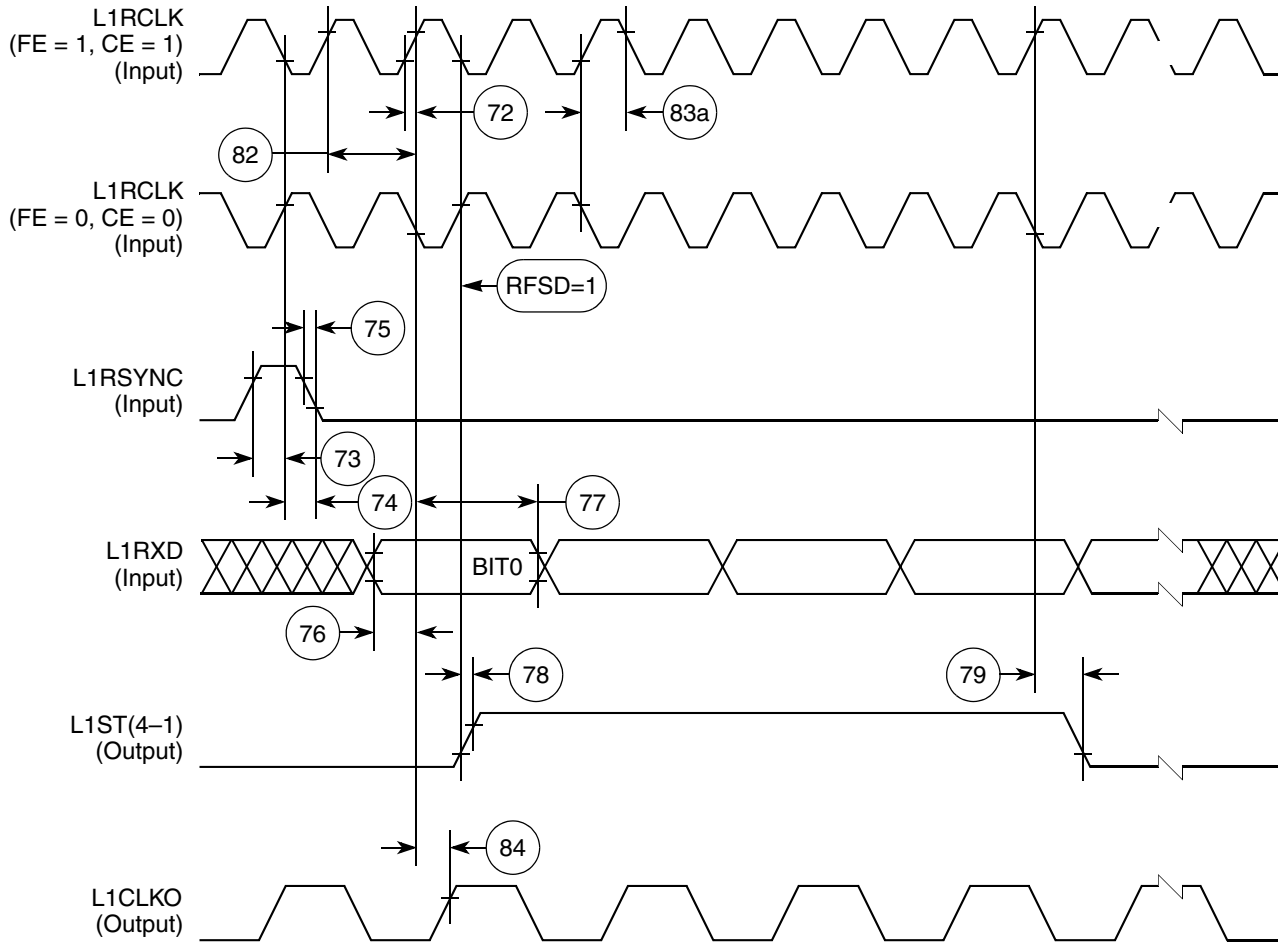 L1RCLK
(FE = 1, CE = 1)
(Input)
72
83a
82
L1RCLK
(FE = 0, CE = 0)
(Input)
RFSD=1
75
L1RSYNC
(Input)
73
74
77
L1RXD
(Input)
BIT0
76
78
79
L1ST(4–1)
(Output)
84
L1CLKO
(Output)